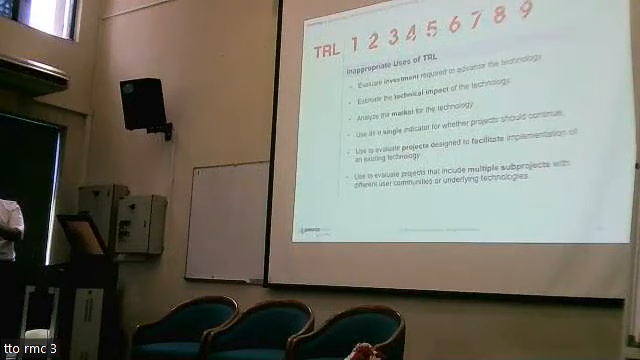 TRL 1 2 3 4 5 6 7 8 9
Inappropriate Uses of TRL
Evaluate investment required to advance the technology.
Estimate the technical impact of the technology.
Analyze the market for the technology.
Use as a single indicator for whether projects should continue.
Use to evaluate projects designed to facilitate implementation of
an existing technology.
Use to evaluate projects that include multiple subprojects with
different user communities or underlying technologies.
tto rmc 3